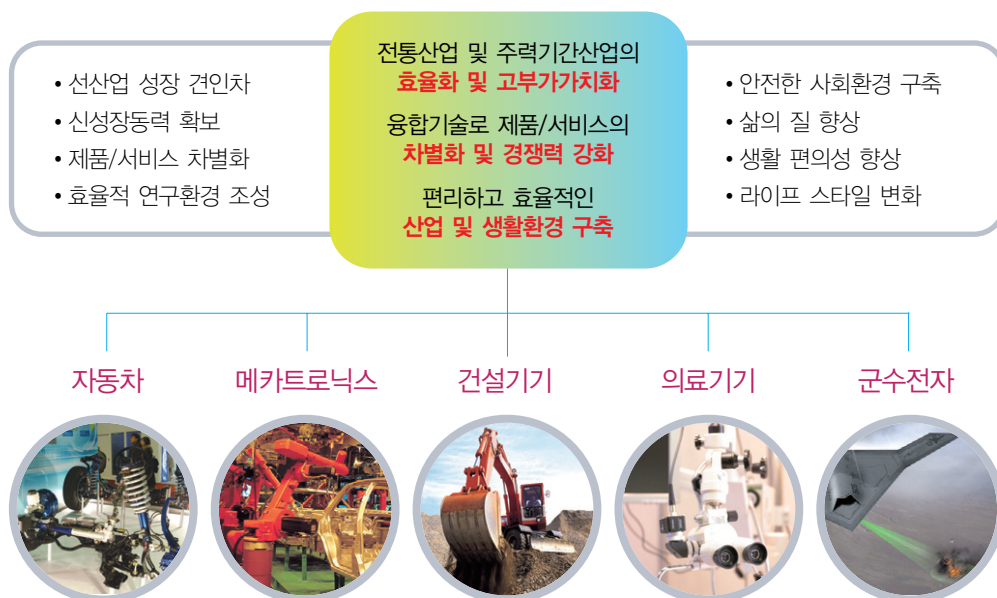 • 선산업 성장 견인차
• 신성장동력 확보
• 제품/서비스 차별화
• 효율적 연구환경 조성
전통산업 및 주력기간산업의
효율화 및 고부가가치화
융합기술로 제품/서비스의
차별화 및 경쟁력 강화
편리하고 효율적인
산업 및 생활환경 구축
• 안전한 사회환경 구축
• 삶의 질 향상
• 생활 편의성 향상
• 라이프 스타일 변화
자동차
메카트로닉스
건설기기
의료기기
군수전자